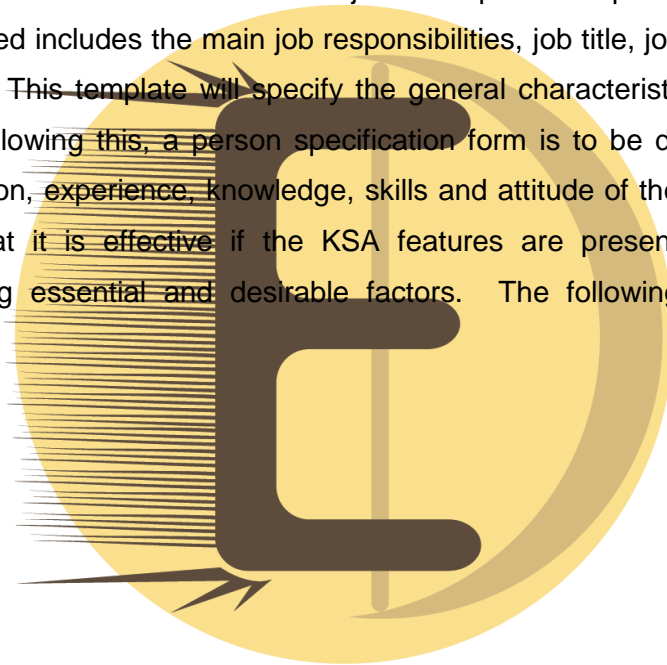 ed includes the main job responsibilities, job title, jo
This template will specify the general characterist
lowing this, a person specification form is to be d
on, experience, knowledge, skills and attitude of the
at it is effective if the KSA features are presen
g essential and desirable factors. The following
E